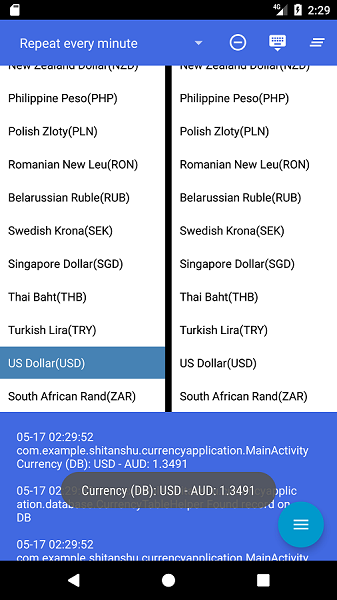 4G 2:29
Repeat every minute
New Zealand Dollar(NZD) New Zealand Dollar(NZD)
Philippine Peso(PHP) Philippine Peso(PHP)
Polish Zloty(PLN) Polish Zloty(PLN)
Romanian New Leu(RON) Romanian New Leu(RON)
Belarussian Ruble(RUB) Belarussian Ruble(RUB)
Swedish Krona(SEK) Swedish Krona(SEK)
Singapore Dollar(SGD) Singapore Dollar(SGD)
Thai Baht(THB) Thai Baht(THB)
Turkish Lira(TRY) Turkish Lira(TRY)
US Dollar(USD) US Dollar(USD)
South African Rand(ZAR) South African Rand(ZAR)
05-17 02:29:52
com.example.shitanshu.currencyapplication.MainActivity
Currency (DB): USD - AUD: 1.3491
Currency (DB): USD - AUD: 1.3491
05-17 02
ation.database.CurrencyTableHelper Found record on
DB
05-17 02:29:52
com.example.shitanshu.currencyapplication.MainActivity